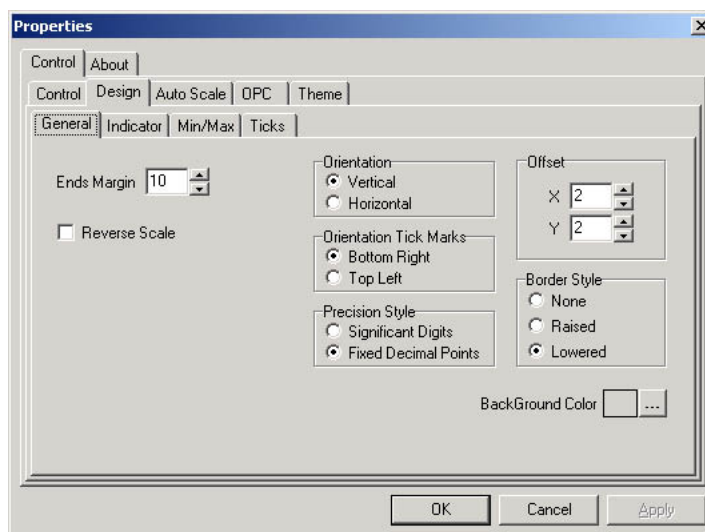 Properties
Control About
Control Design Auto Scale OPC Theme
General Indicator Min/Max Ticks
Ends Margin 10
Reverse Scale
Orientation
Vertical
Horizontal
Orientation Tick Marks
Bottom Right
Top Left
Precision Style
Significant Digits
Fixed Decimal Points
Offset
X 2
Y 2
Border Style
None
Raised
Lowered
BackGround Color ...
OK Cancel Apply